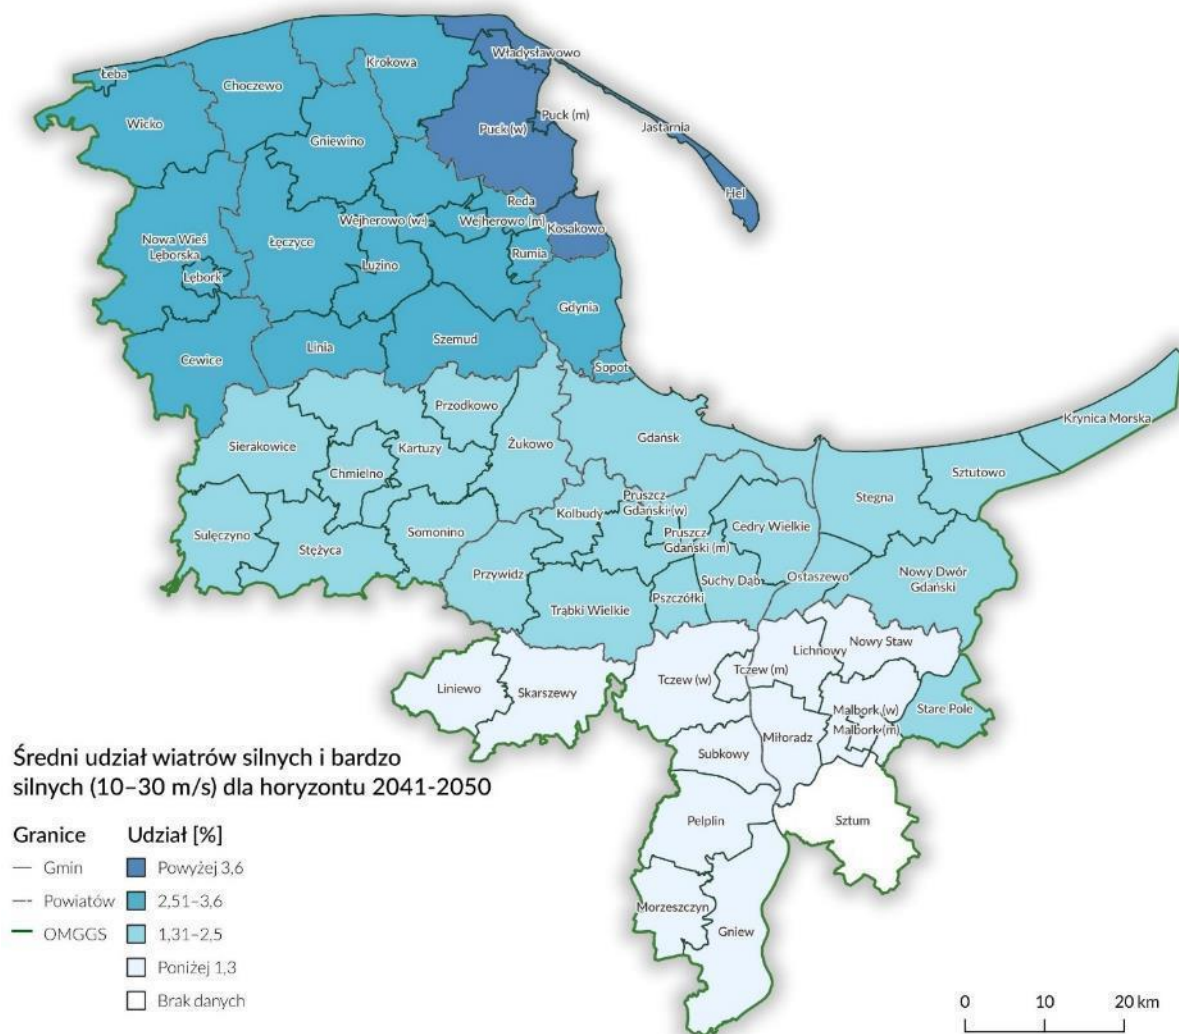 Władysławowo
Krokowa
Łeba
Choczewo
Puck (m)
Wicko
Puck (w)
Jastarnia
Gniewino
Hel
Reda
Wejherowo (w)
Wejherowo (m)
Kosakowo
Nowa Wieś
Lęborska
Łęczyce
Rumia
Lębork
Luzino
Gdynia
Szemud
Linia
Cewice
Sopot
Przodkowo
Krynica Morska
Gdańsk
Sierakowice
Kartuzy
Żukowo
Chmielno
Sztutowo
Stegna
Pruszcz
Gdański (w)
Kolbudy
Cedry Wielkie
Sulęczyno
Somonino
Pruszcz
Gdański (m)
Stężyca
Przywidz
Suchy Dąb
Ostaszewo
Nowy Dwór
Gdański
Pszczółki
Trąbki Wielkie
Nowy Staw
Lichnowy
Tczew (m)
Tczew (w)
Liniewo
Skarszewy
Malbork (w)
Stare Pole
Malbork (m)
Miłoradz
Subkowy
Pelplin
Sztum
Morzeszczyn
Gniew
Średni udział wiatrów silnych i bardzo
silnych (10–30 m/s) dla horyzontu 2041-2050
Granice
Gmin
Powiatów
OMGGS
Udział [%]
Powyżej 3,6
2,51–3,6
1,31–2,5
Poniżej 1,3
Brak danych
0 10 20 km